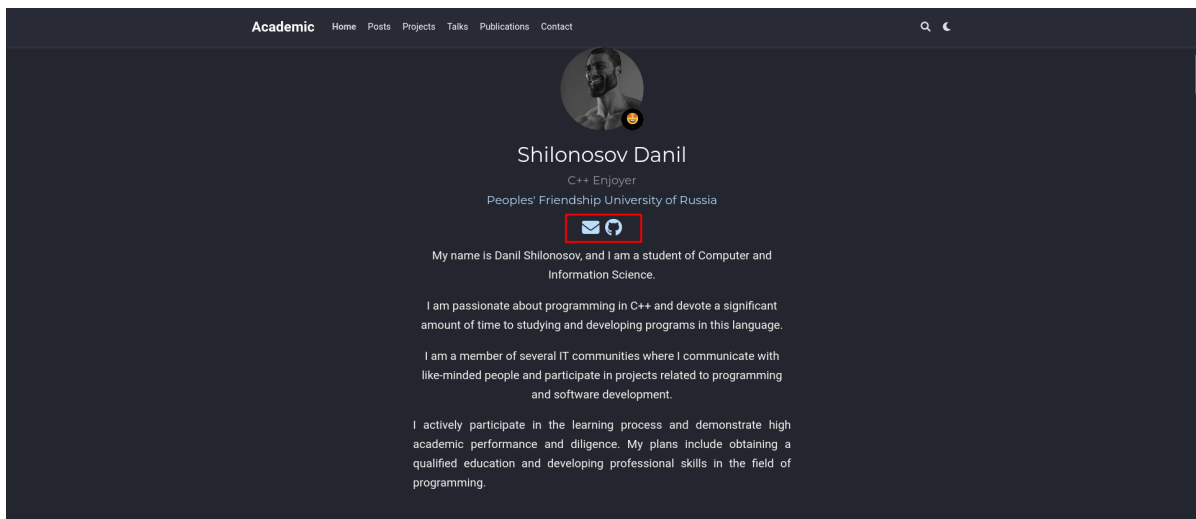 Academic Home Posts Projects Talks Publications Contact
Shilonosov Danil
C++ Enjoyer
Peoples' Friendship University of Russia
My name is Danil Shilonosov, and I am a student of Computer and
Information Science.
I am passionate about programming in C++ and devote a significant
amount of time to studying and developing programs in this language.
I am a member of several IT communities where I communicate with
like-minded people and participate in projects related to programming
and software development.
I actively participate in the learning process and demonstrate high
academic performance and diligence. My plans include obtaining a
qualified education and developing professional skills in the field of
programming.